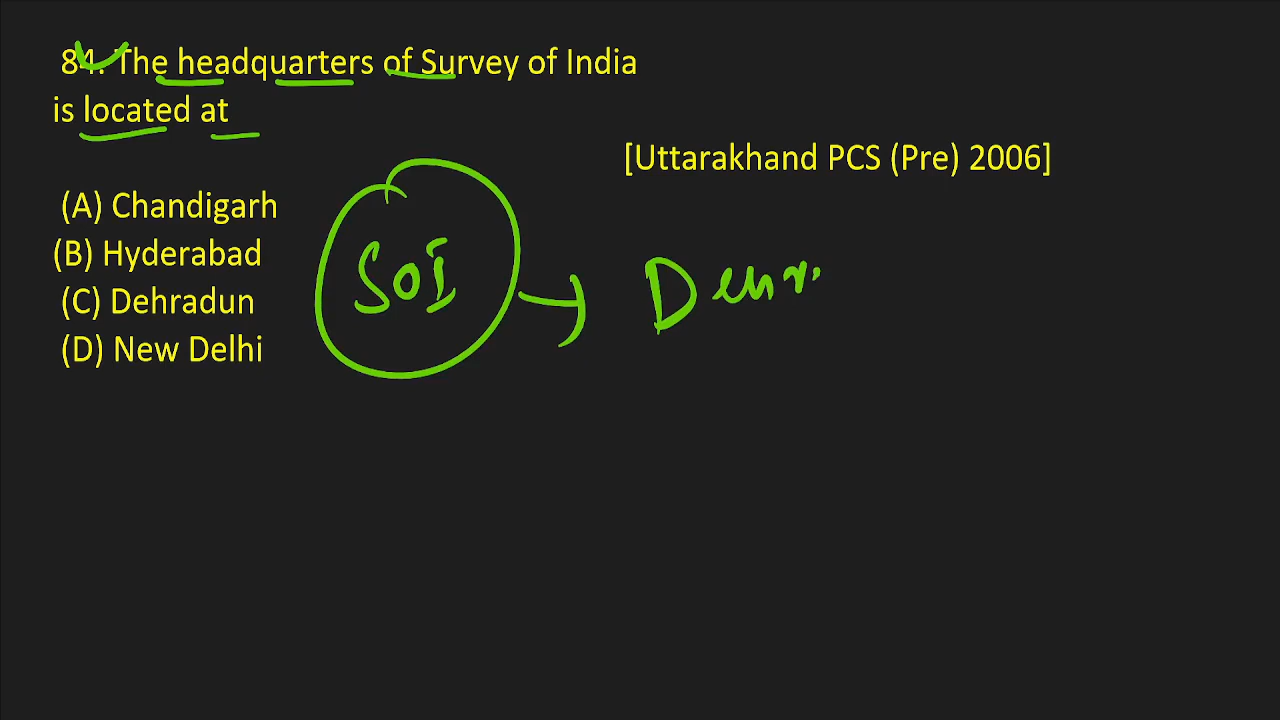 84. The headquarters of Survey of India
is located at
[Uttarakhand PCS (Pre) 2006]
(A) Chandigarh
(B) Hyderabad
(C) Dehradun
(D) New Delhi
SOI → Dehr